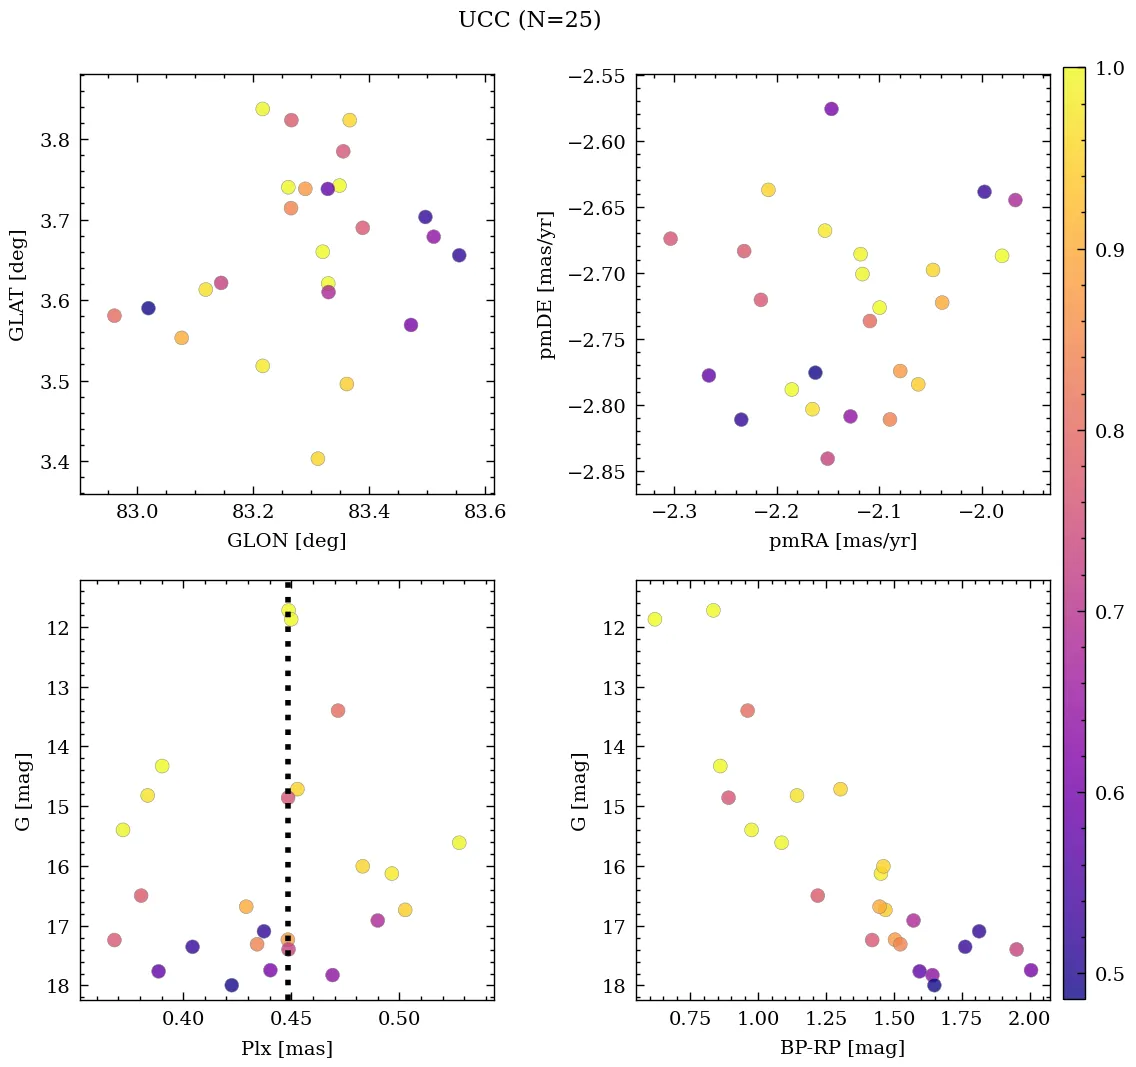 UCC (N=25)
3.8
3.7
3.6
3.5
3.4
GLAT [deg]
83.0 83.2 83.4 83.6
GLON [deg]
−2.55
−2.60
−2.65
−2.70
−2.75
−2.80
−2.85
pmDE [mas/yr]
−2.3 −2.2 −2.1 −2.0
pmRA [mas/yr]
12
13
14
15
16
17
18
G [mag]
0.40 0.45 0.50
Plx [mas]
12
13
14
15
16
17
18
G [mag]
0.75 1.00 1.25 1.50 1.75 2.00
BP-RP [mag]
1.0
0.9
0.8
0.7
0.6
0.5